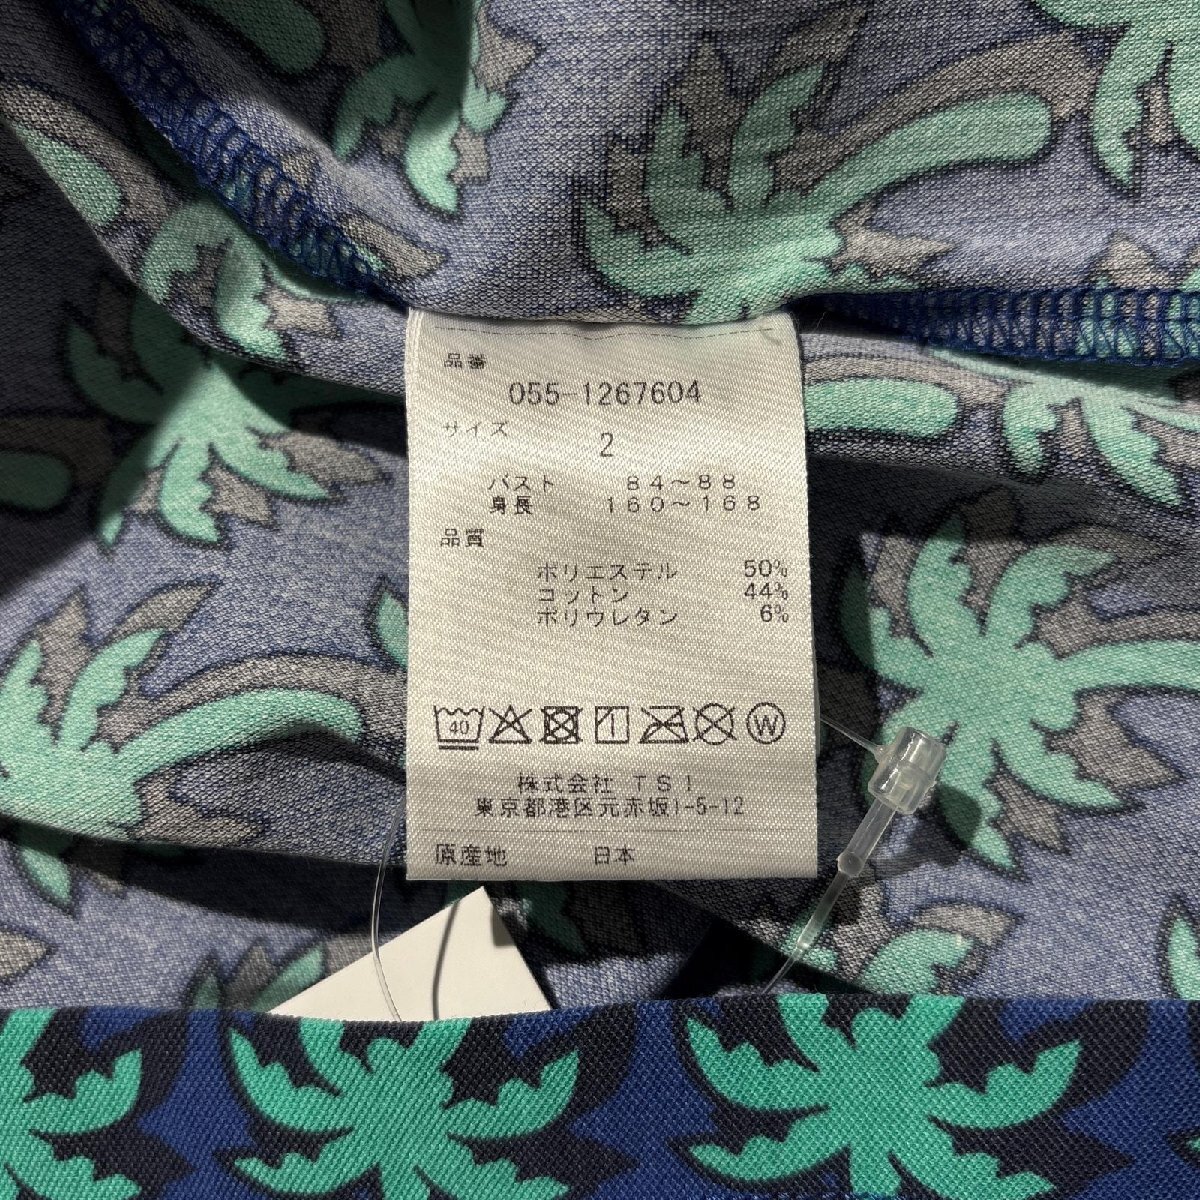 品番
055-1267604
サイズ
2
バスト 84～88
身長 160～168
品質
ポリエステル 50%
コットン 44%
ポリウレタン 6%
40 1 W
株式会社 TSI
東京都港区元赤坂1-5-12
原産地 日本